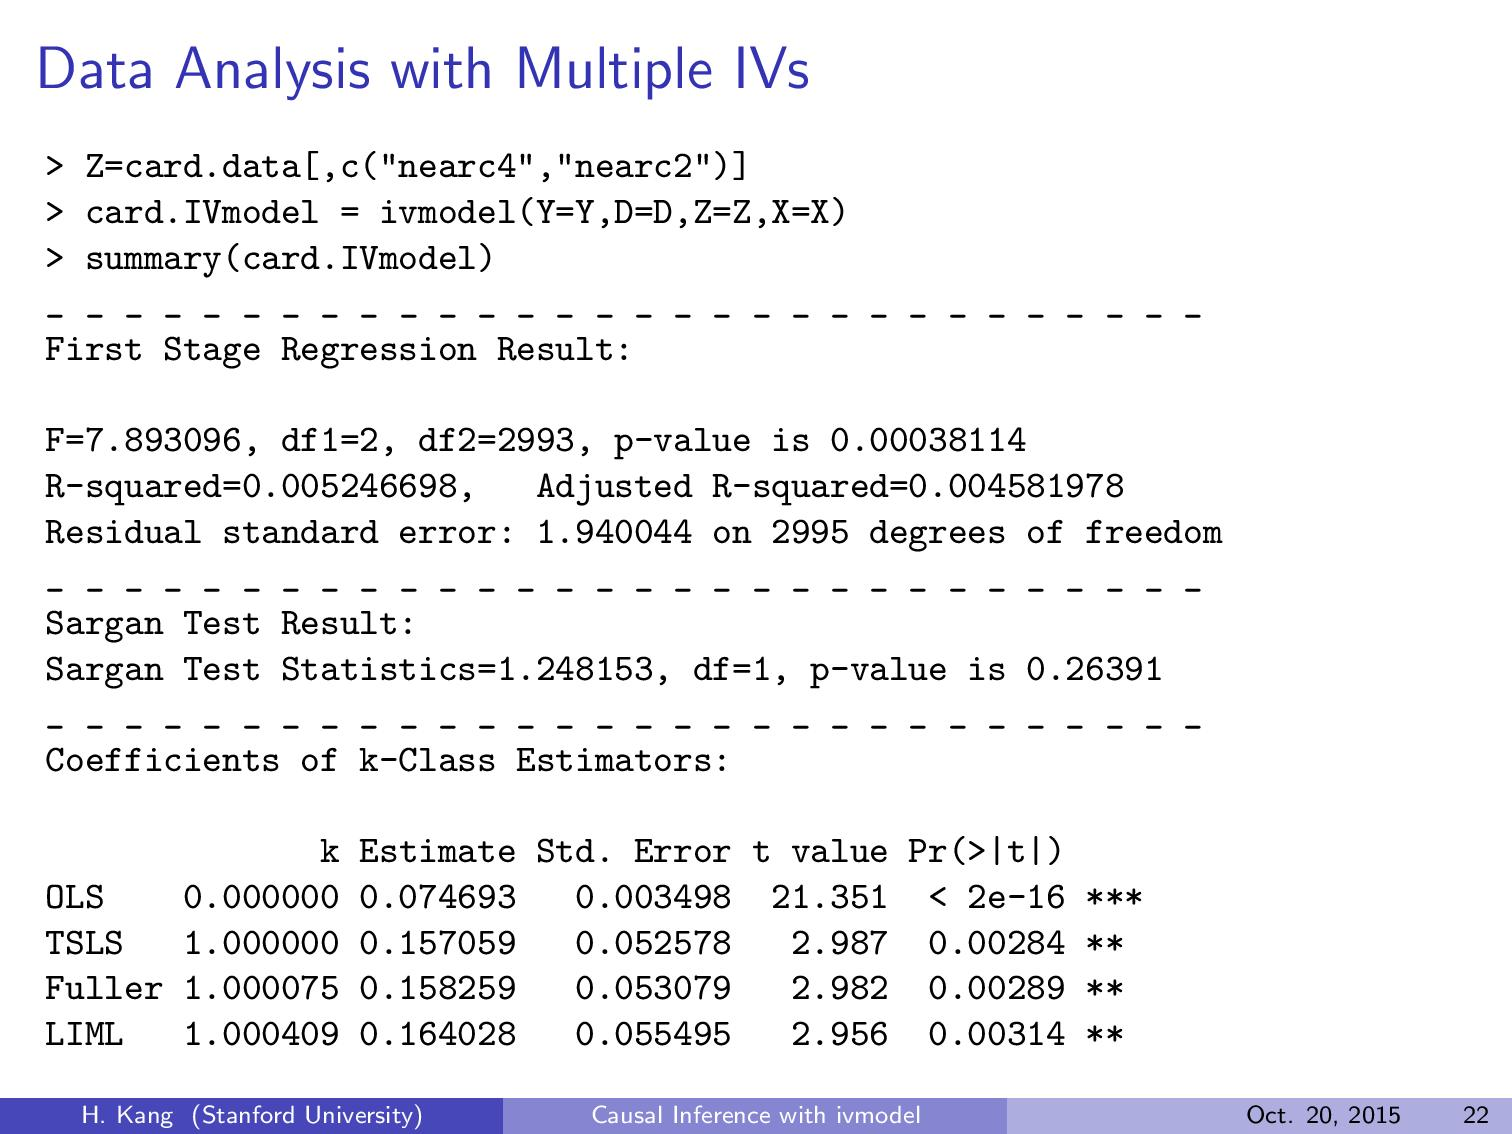 Data Analysis with Multiple IVs
> Z=card.data[,c("nearc4","nearc2")]
> card.IVmodel = ivmodel(Y=Y,D=D,Z=Z,X=X)
> summary(card.IVmodel)
- - - - - - - - - - - - - - - - - - - - - - - - - - - - - -
First Stage Regression Result:
F=7.893096, df1=2, df2=2993, p-value is 0.00038114
R-squared=0.005246698,   Adjusted R-squared=0.004581978
Residual standard error: 1.940044 on 2995 degrees of freedom
- - - - - - - - - - - - - - - - - - - - - - - - - - - - - -
Sargan Test Result:
Sargan Test Statistics=1.248153, df=1, p-value is 0.26391
- - - - - - - - - - - - - - - - - - - - - - - - - - - - - -
Coefficients of k-Class Estimators:
k Estimate Std. Error t value Pr(>|t|)
OLS    0.000000 0.074693   0.003498  21.351  < 2e-16 ***
TSLS   1.000000 0.157059   0.052578   2.987  0.00284 **
Fuller 1.000075 0.158259   0.053079   2.982  0.00289 **
LIML   1.000409 0.164028   0.055495   2.956  0.00314 **
H. Kang (Stanford University) Causal Inference with ivmodel Oct. 20, 2015 22